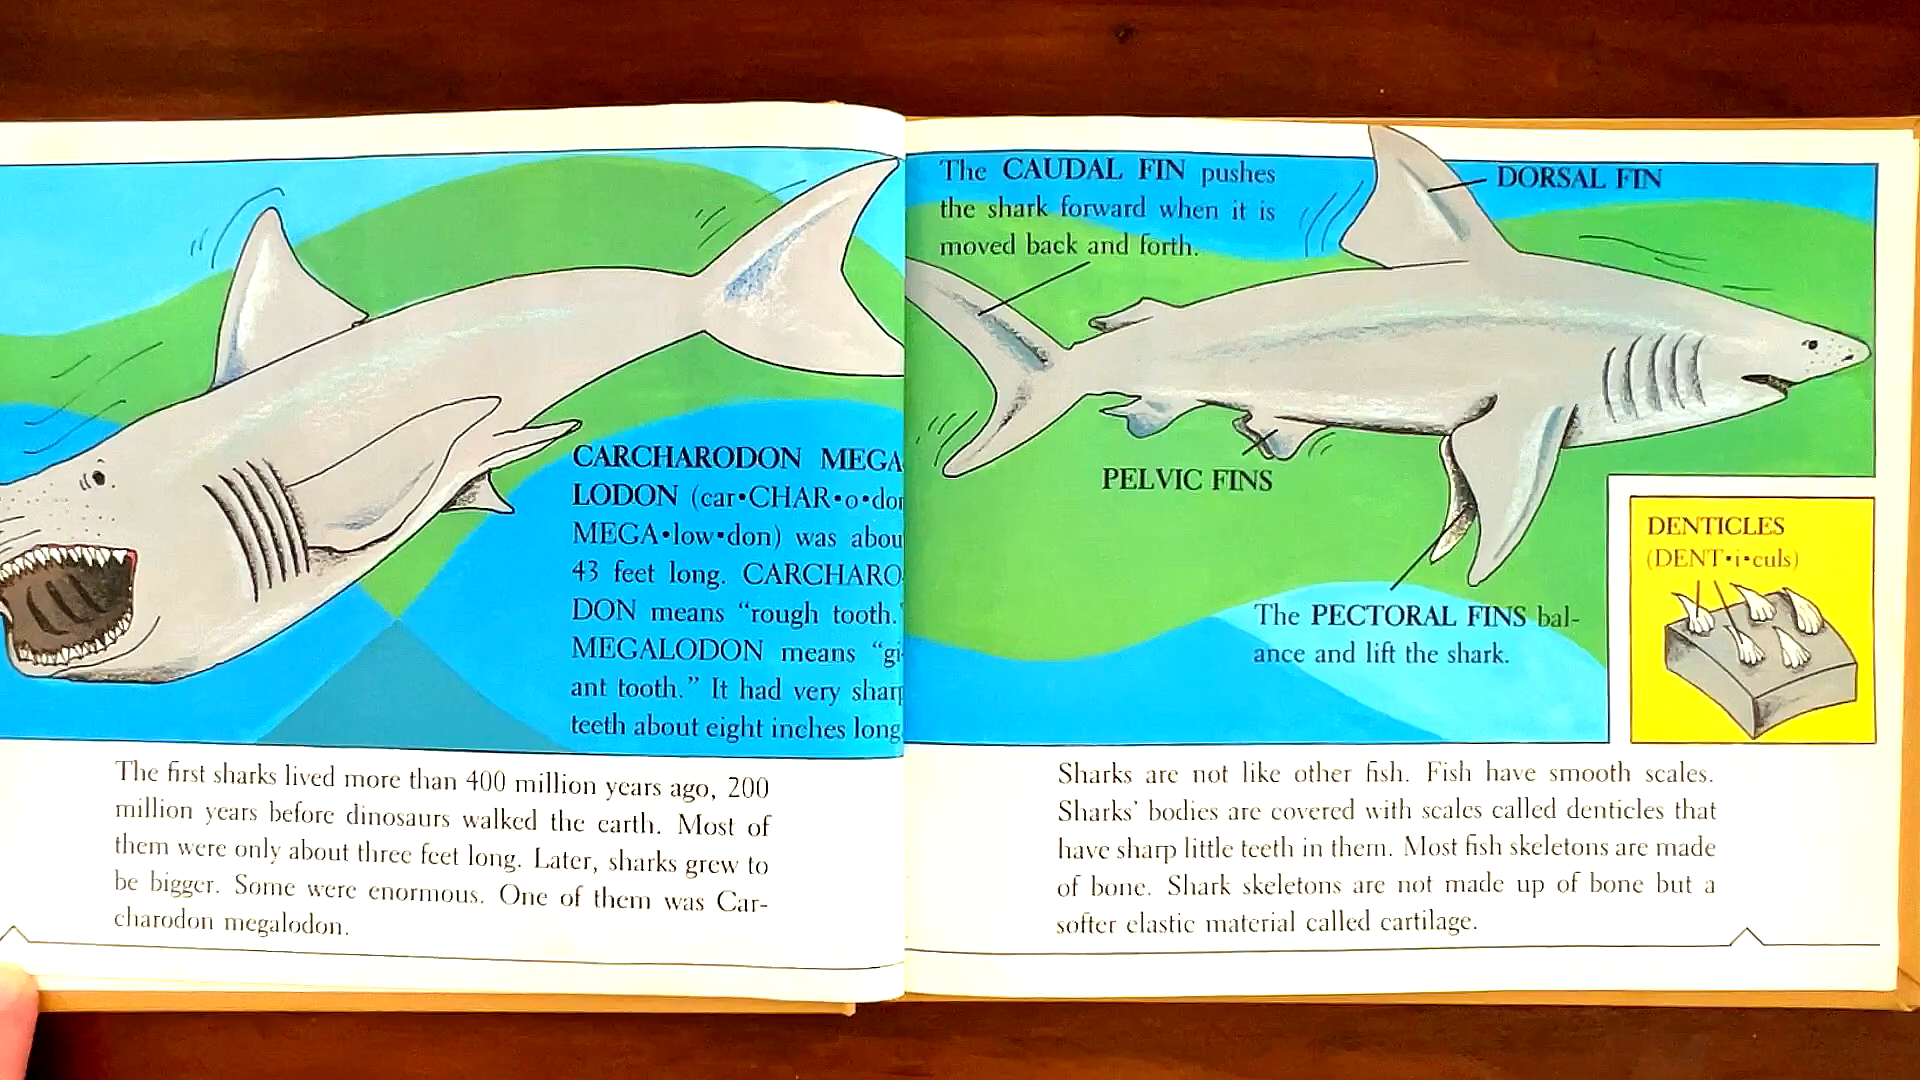 CARCHARODON MEGA
LODON (car•CHAR•o•don
MEGA•low•don) was abou
43 feet long. CARCHARO
DON means “rough tooth.”
MEGALODON means “gi-
ant tooth.” It had very sharp
teeth about eight inches long
The first sharks lived more than 400 million years ago, 200
million years before dinosaurs walked the earth. Most of
them were only about three feet long. Later, sharks grew to
be bigger. Some were enormous. One of them was Car-
charodon megalodon.
The CAUDAL FIN pushes
the shark forward when it is
moved back and forth.
DORSAL FIN
PELVIC FINS
The PECTORAL FINS bal-
ance and lift the shark.
DENTICLES
(DENT•i•culs)
Sharks are not like other fish. Fish have smooth scales.
Sharks’ bodies are covered with scales called denticles that
have sharp little teeth in them. Most fish skeletons are made
of bone. Shark skeletons are not made up of bone but a
softer elastic material called cartilage.